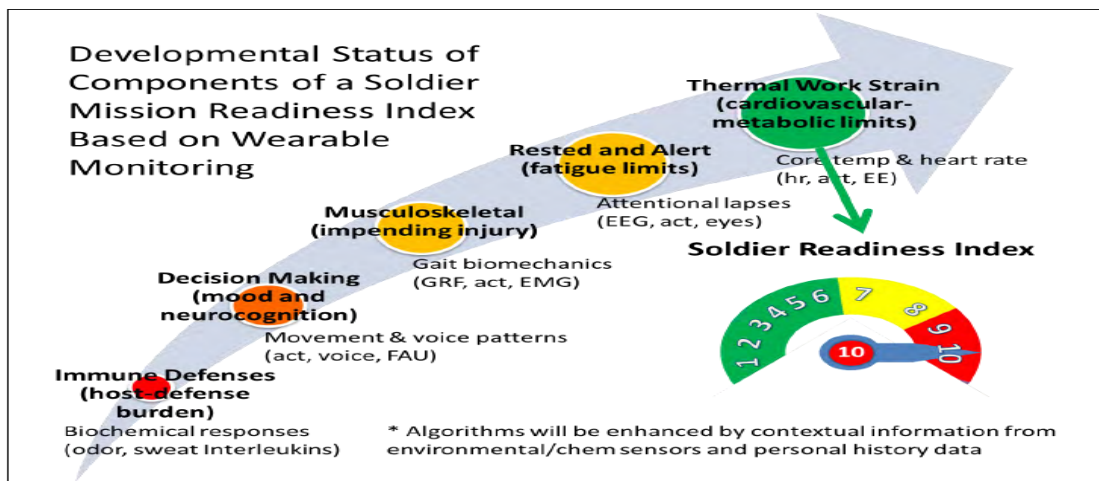 Developmental Status of
Components of a Soldier
Mission Readiness Index
Based on Wearable
Monitoring
Thermal Work Strain
(cardiovascular-
metabolic limits)
Core temp & heart rate
(hr, act, EE)
Rested and Alert
(fatigue limits)
Attentional lapses
(EEG, act, eyes)
Musculoskeletal
(impending injury)
Gait biomechanics
(GRF, act, EMG)
Decision Making
(mood and
neurocognition)
Movement & voice patterns
(act, voice, FAU)
Immune Defenses
(host-defense
burden)
Biochemical responses
(odor, sweat Interleukins)
Soldier Readiness Index
1 2 3 4 5 6 7 8 9 10
10
* Algorithms will be enhanced by contextual information from
environmental/chem sensors and personal history data